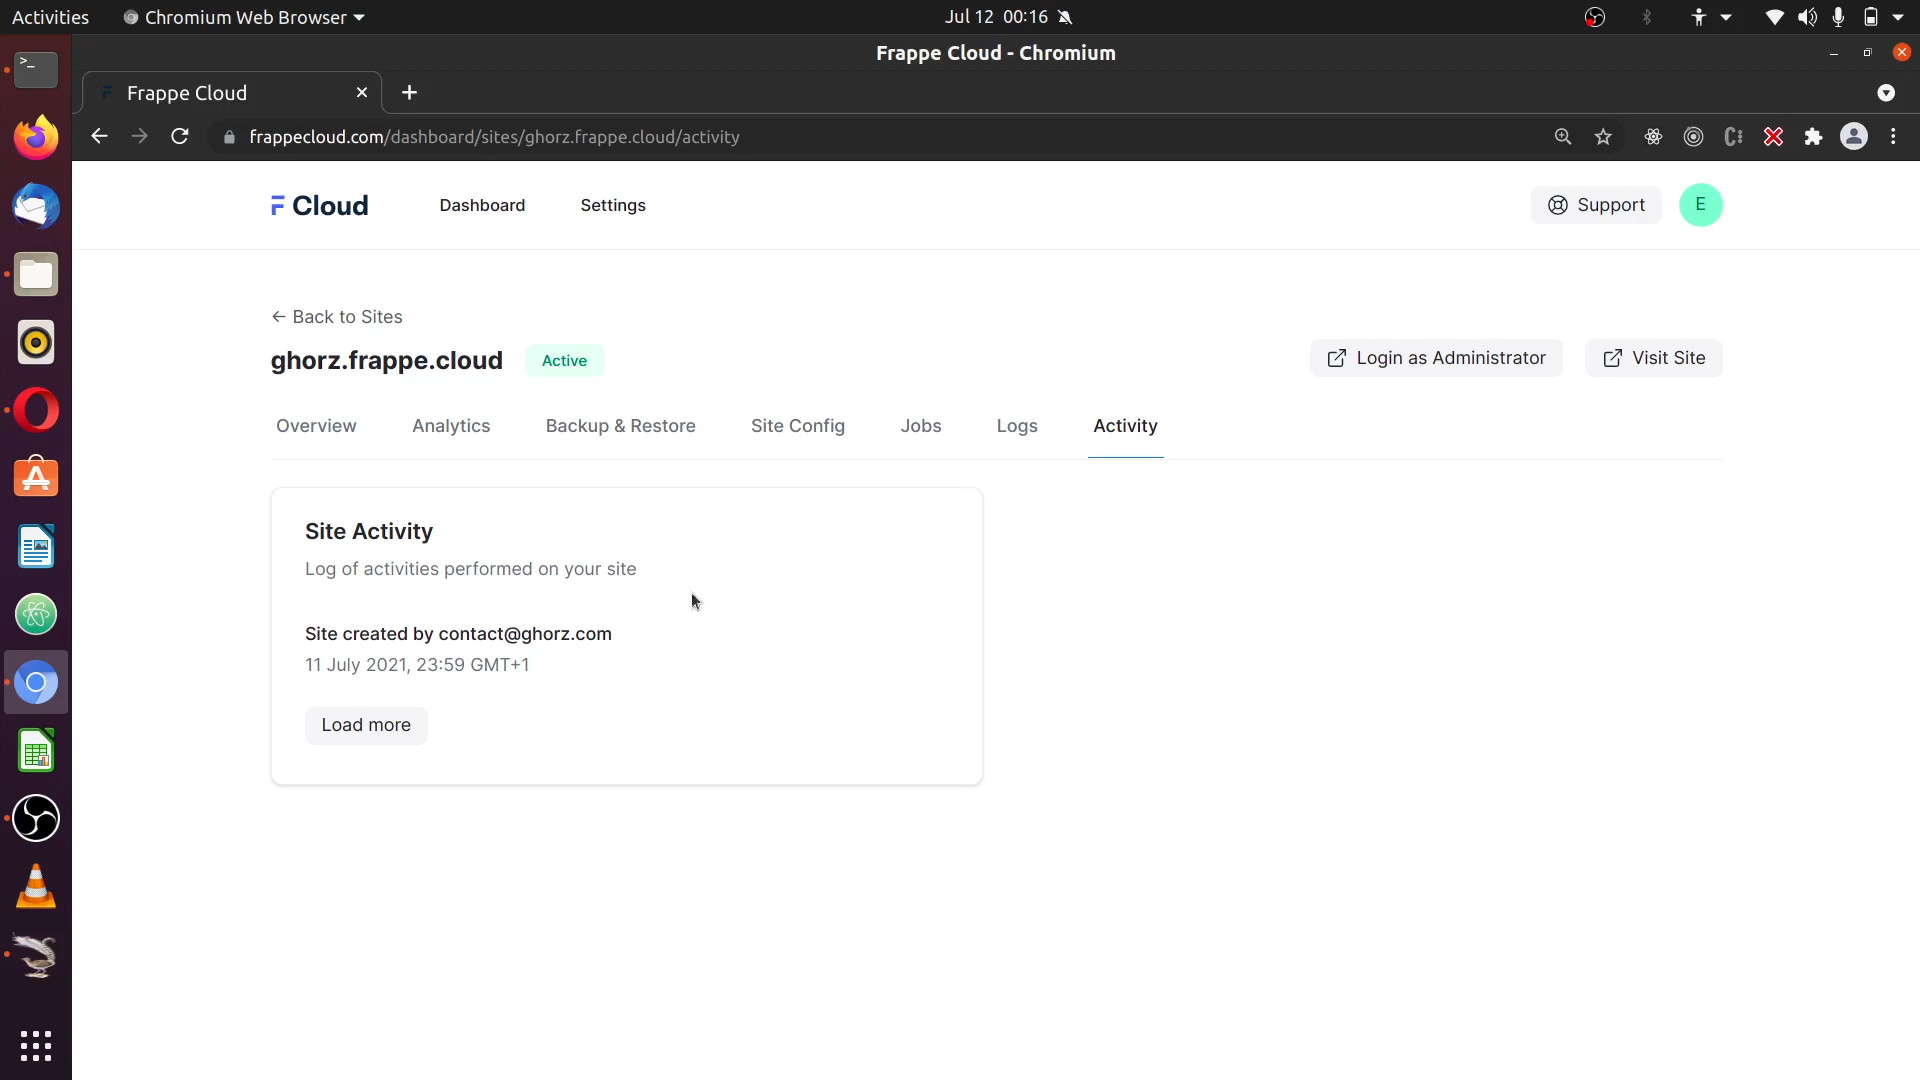 Activities Chromium Web Browser Jul 12 00:16
Frappe Cloud - Chromium
Frappe Cloud
frappecloud.com/dashboard/sites/ghorz.frappe.cloud/activity
Cloud Dashboard Settings Support E
← Back to Sites
ghorz.frappe.cloud Active Login as Administrator Visit Site
Overview Analytics Backup & Restore Site Config Jobs Logs Activity
Site Activity
Log of activities performed on your site
Site created by contact@ghorz.com
11 July 2021, 23:59 GMT+1
Load more